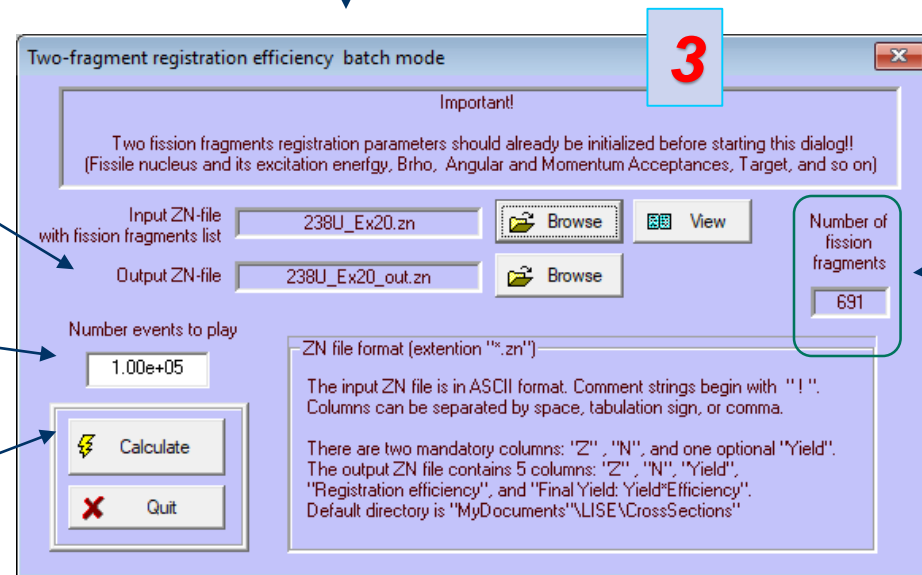 3
Two-fragment registration efficiency batch mode
Important!
Two fission fragments registration parameters should already be initialized before starting this dialog!!
(Fissile nucleus and its excitation enerfgy, Brho, Angular and Momentum Acceptances, Target, and so on)
Input ZN-file
with fission fragments list
238U_Ex20.zn
Browse
View
Output ZN-file
238U_Ex20_out.zn
Browse
Number of
fission
fragments
691
Number events to play
1.00e+05
Calculate
Quit
ZN file format (extention "*.zn")
The input ZN file is in ASCII format. Comment strings begin with " ! ".
Columns can be separated by space, tabulation sign, or comma.
There are two mandatory columns: "Z" , "N", and one optional "Yield".
The output ZN file contains 5 columns: "Z" , "N", "Yield",
"Registration efficiency", and "Final Yield: Yield*Efficiency".
Default directory is "MyDocuments"\LISE\CrossSections"